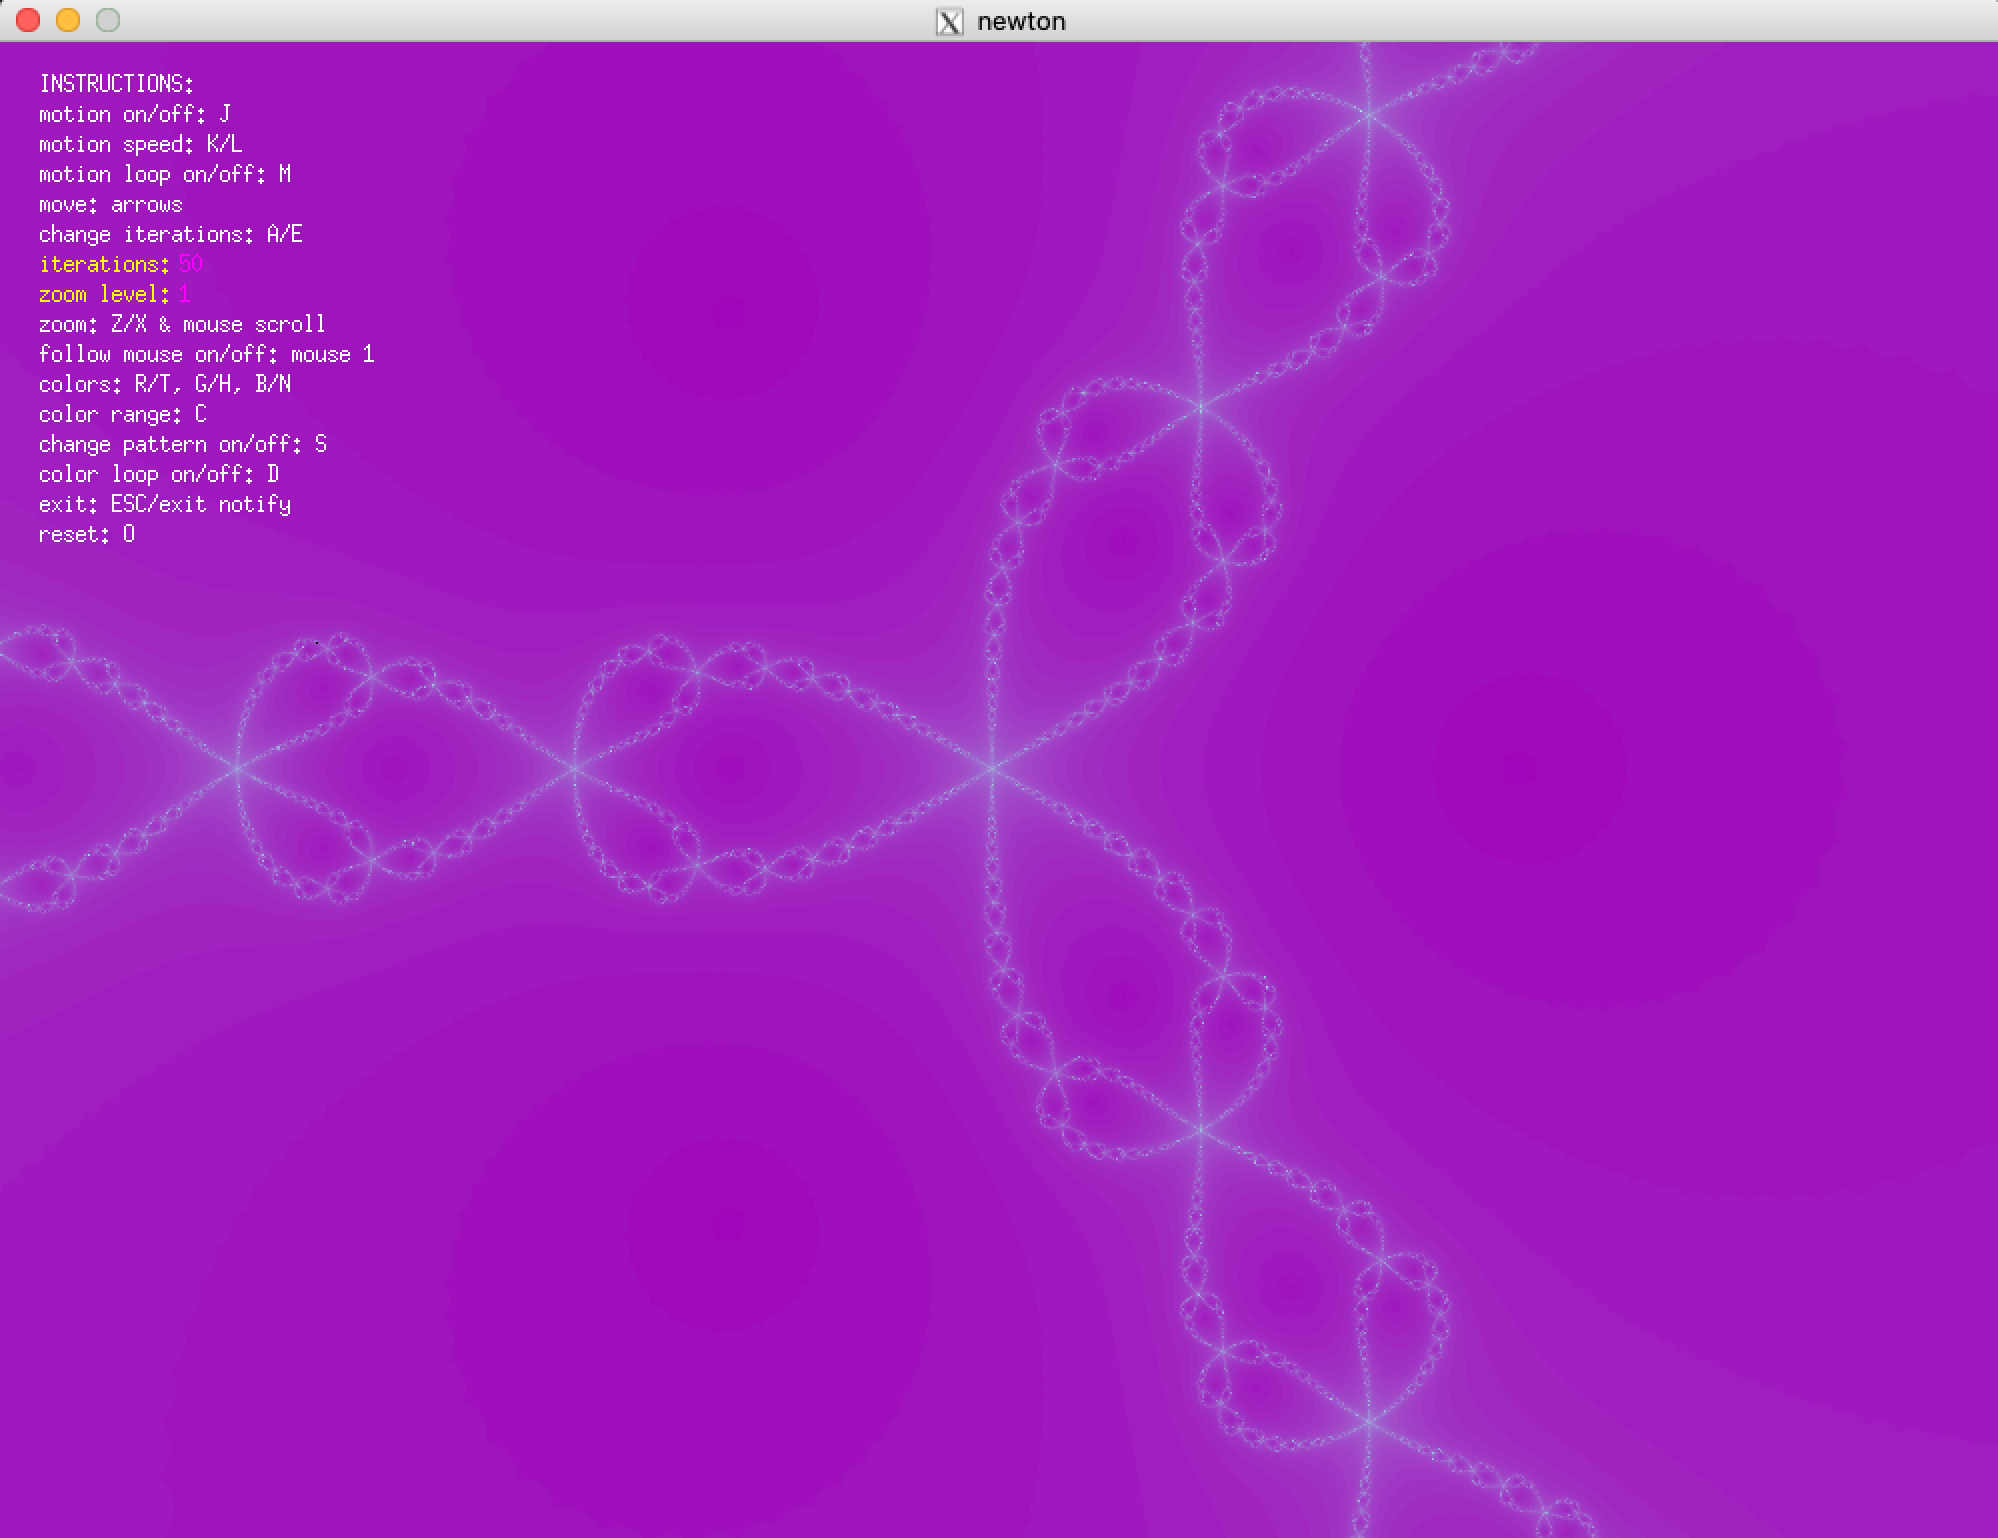 newton
INSTRUCTIONS:
motion on/off: J
motion speed: K/L
motion loop on/off: M
move: arrows
change iterations: A/E
iterations: 50
zoom level: 1
zoom: Z/X & mouse scroll
follow mouse on/off: mouse 1
colors: R/T, G/H, B/N
color range: C
change pattern on/off: S
color loop on/off: D
exit: ESC/exit notify
reset: O